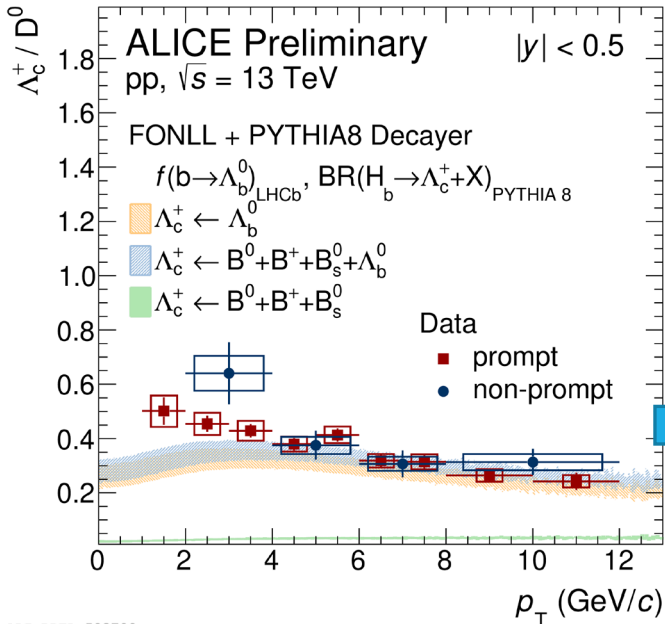 ALICE Preliminary
|y| < 0.5
pp, √s = 13 TeV
FONLL + PYTHIA8 Decayer
f(b→Λb0)LHCb, BR(Hb→Λc++X)PYTHIA 8
Λc+ ← Λb0
Λc+ ← B0+B++Bs0+Λb0
Λc+ ← B0+B++Bs0
Data
prompt
non-prompt
Λc+ / D0
1.8
1.6
1.4
1.2
1.0
0.8
0.6
0.4
0.2
0 2 4 6 8 10 12
pT (GeV/c)